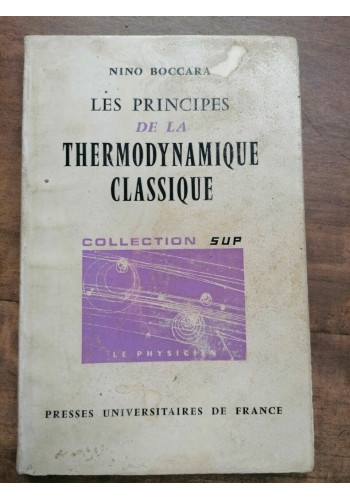 NINO BOCCARA
LES PRINCIPES
DE LA
THERMODYNAMIQUE
CLASSIQUE
COLLECTION SUP
LE PHYSICIEN
PRESSES UNIVERSITAIRES DE FRANCE